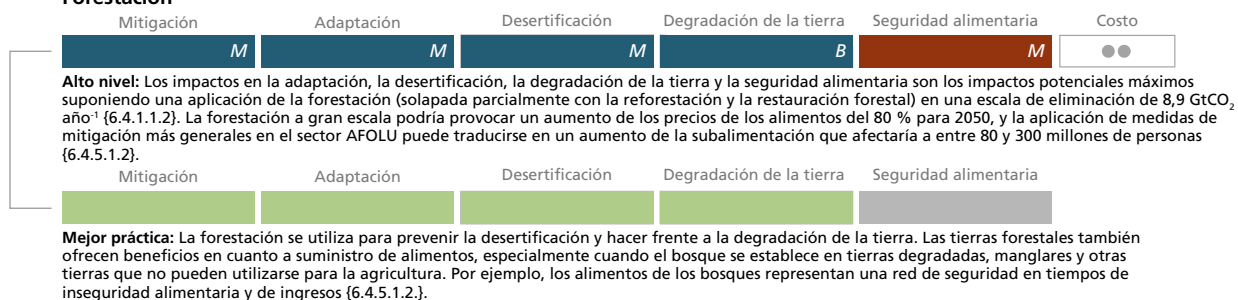 Forestación
Mitigación Adaptación Desertificación Degradación de la tierra Seguridad alimentaria Costo
M M M B M
Alto nivel: Los impactos en la adaptación, la desertificación, la degradación de la tierra y la seguridad alimentaria son los impactos potenciales máximos
suponiendo una aplicación de la forestación (solapada parcialmente con la reforestación y la restauración forestal) en una escala de eliminación de 8,9 GtCO₂
año⁻¹ {6.4.1.1.2}. La forestación a gran escala podría provocar un aumento de los precios de los alimentos del 80 % para 2050, y la aplicación de medidas de
mitigación más generales en el sector AFOLU puede traducirse en un aumento de la subalimentación que afectaría a entre 80 y 300 millones de personas
{6.4.5.1.2}.
Mitigación Adaptación Desertificación Degradación de la tierra Seguridad alimentaria
Mejor práctica: La forestación se utiliza para prevenir la desertificación y hacer frente a la degradación de la tierra. Las tierras forestales también
ofrecen beneficios en cuanto a suministro de alimentos, especialmente cuando el bosque se establece en tierras degradadas, manglares y otras
tierras que no pueden utilizarse para la agricultura. Por ejemplo, los alimentos de los bosques representan una red de seguridad en tiempos de
inseguridad alimentaria y de ingresos {6.4.5.1.2.}.